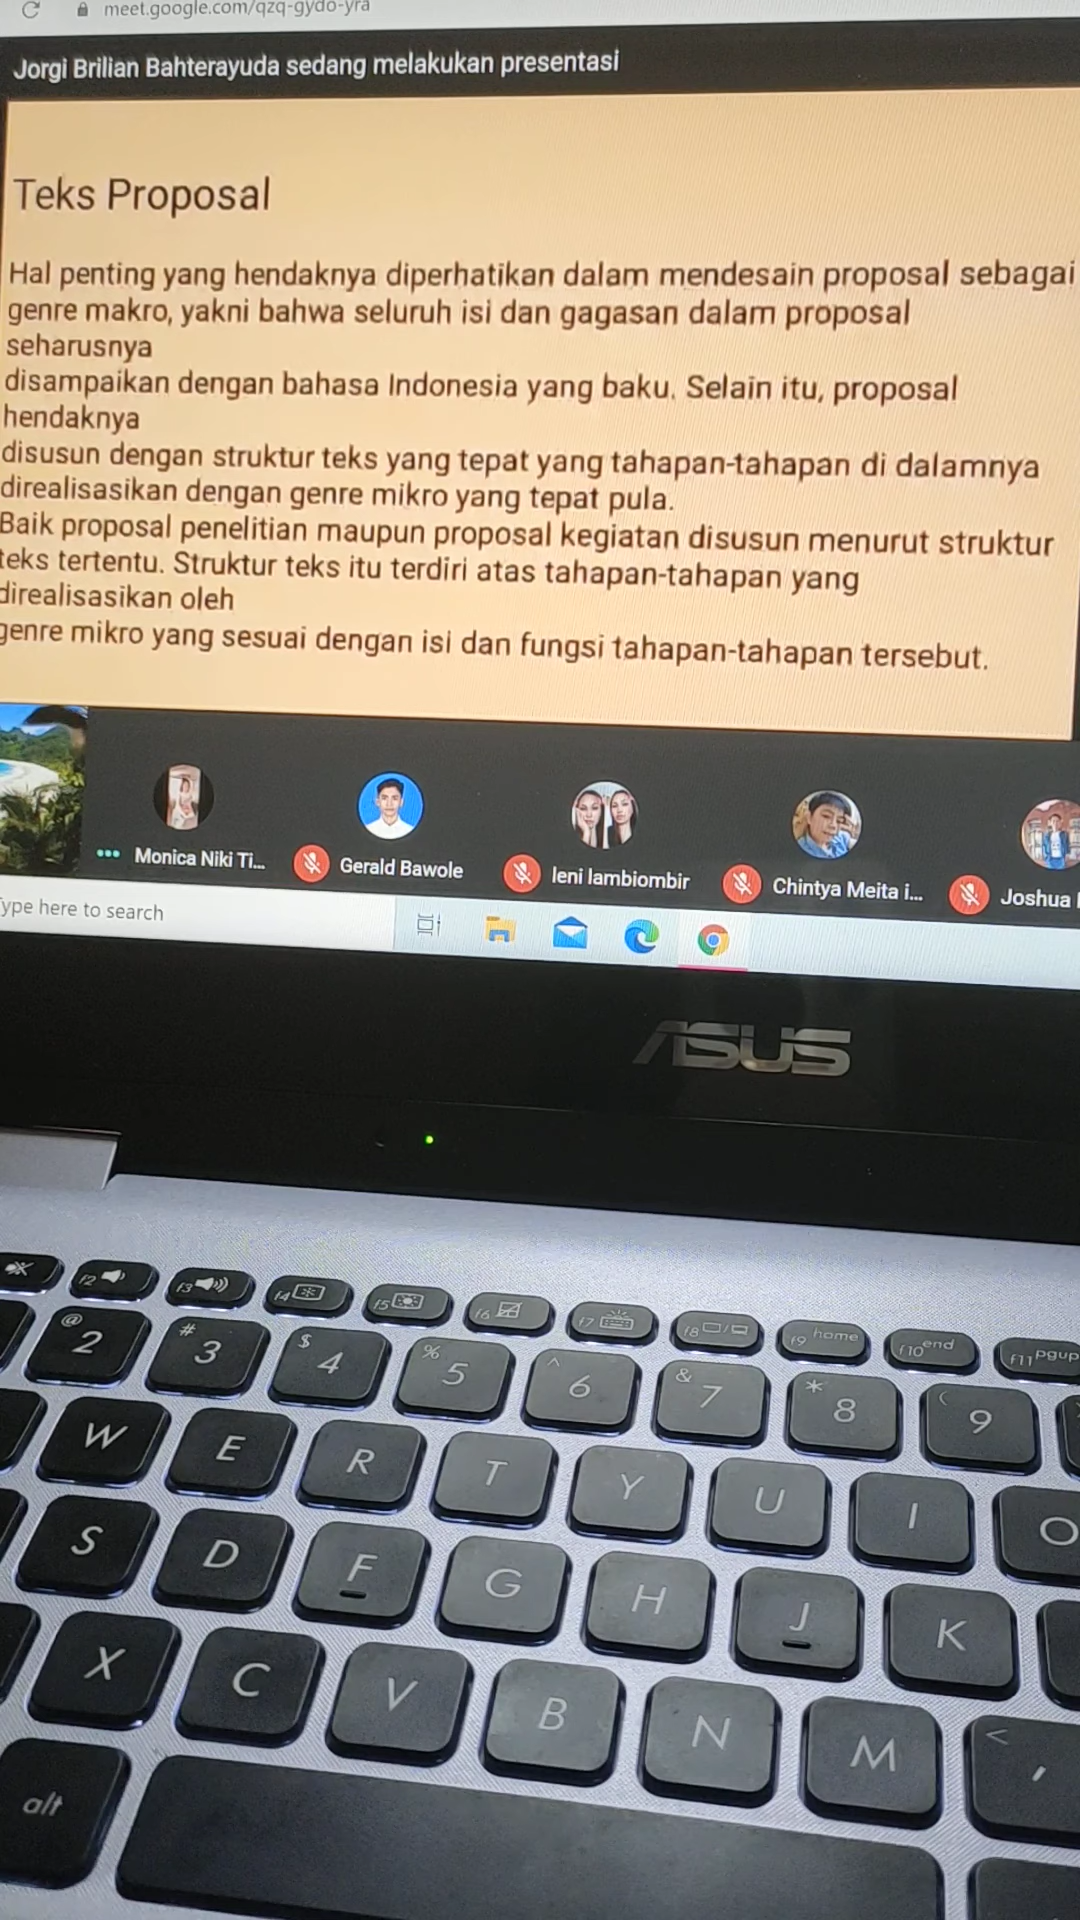 meet.google.com/qzq-gydo-yra
Jorgi Brilian Bahterayuda sedang melakukan presentasi
Teks Proposal
Hal penting yang hendaknya diperhatikan dalam mendesain proposal sebagai
genre makro, yakni bahwa seluruh isi dan gagasan dalam proposal
seharusnya
disampaikan dengan bahasa Indonesia yang baku. Selain itu, proposal
hendaknya
disusun dengan struktur teks yang tepat yang tahapan-tahapan di dalamnya
direalisasikan dengan genre mikro yang tepat pula.
Baik proposal penelitian maupun proposal kegiatan disusun menurut struktur
teks tertentu. Struktur teks itu terdiri atas tahapan-tahapan yang
direalisasikan oleh
genre mikro yang sesuai dengan isi dan fungsi tahapan-tahapan tersebut.
Monica Niki Ti... Gerald Bawole leni lambiombir Chintya Meita i... Joshua
ype here to search
ASUS
f2 f3 f4 f5 f6 f7 f8 f9 home f10 end f11 pgup
@ 2 # 3 $ 4 % 5 ^ 6 & 7 * 8 ( 9
W E R T Y U I O
S D F G H J K
X C V B N M < ,
alt